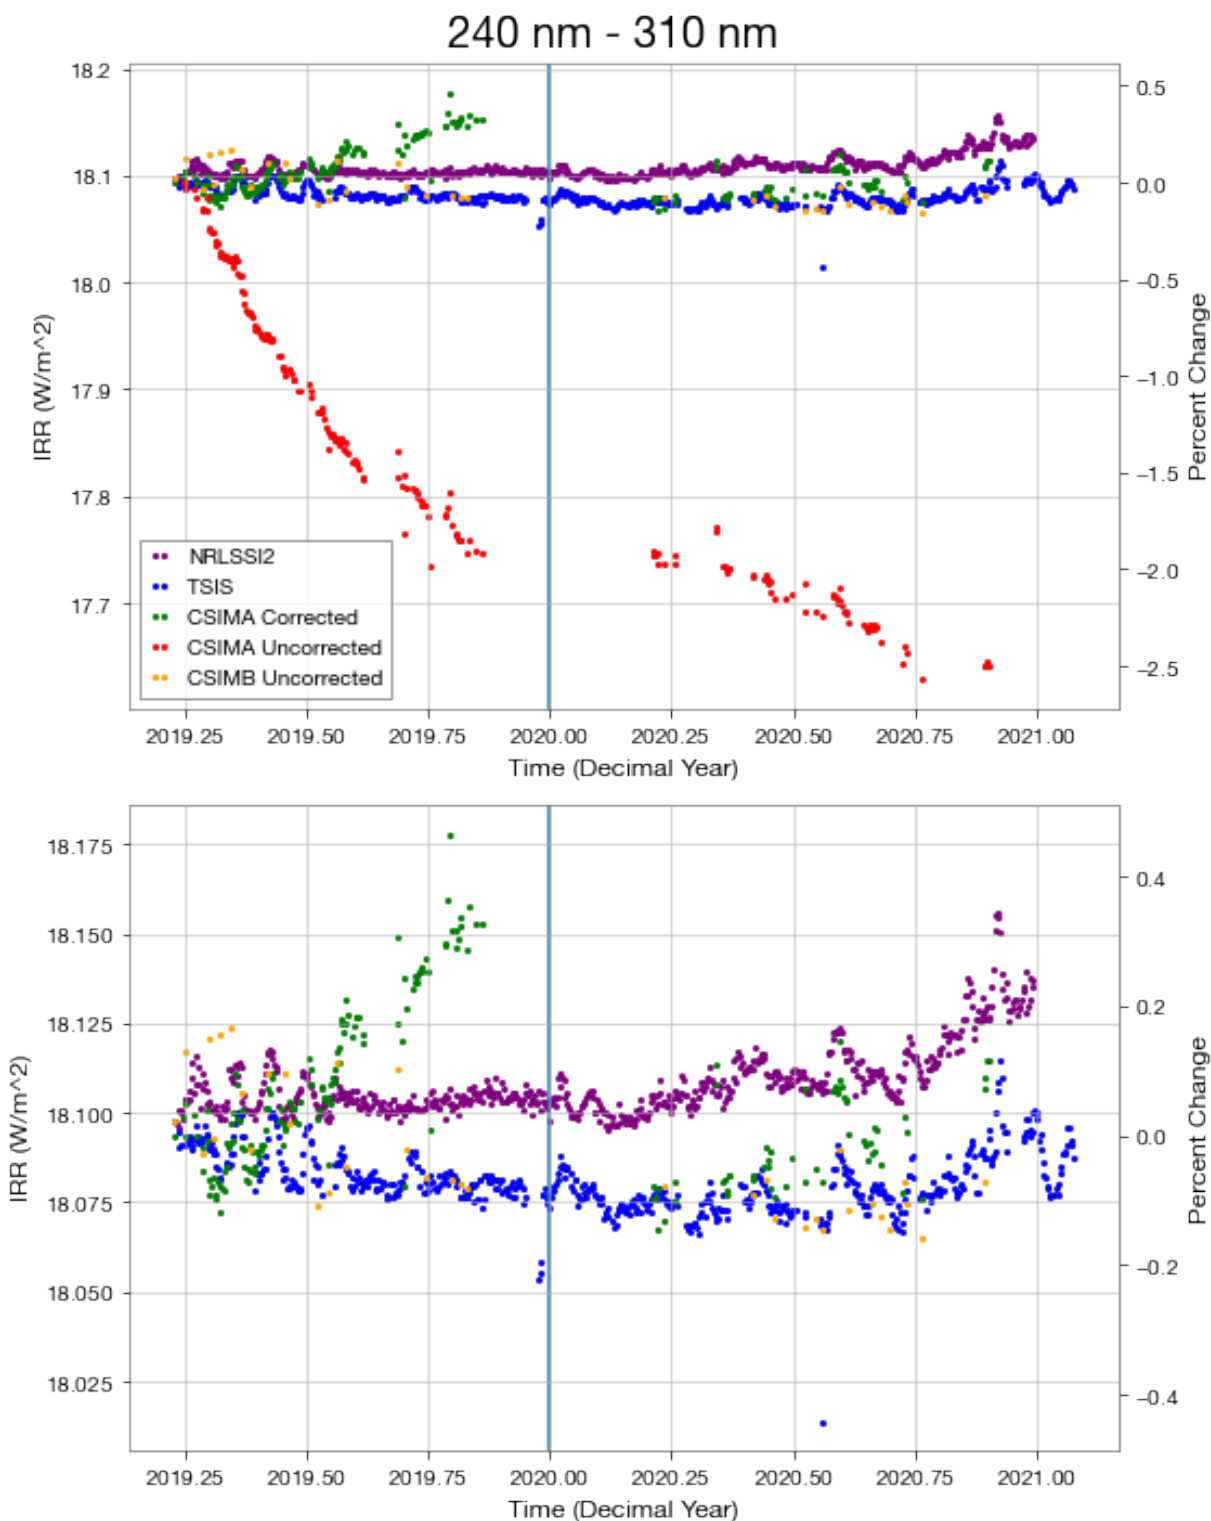 240 nm - 310 nm
18.2
18.1
18.0
17.9
17.8
17.7
IRR (W/m^2)
0.5
0.0
−0.5
−1.0
−1.5
−2.0
−2.5
Percent Change
NRLSSI2
TSIS
CSIMA Corrected
CSIMA Uncorrected
CSIMB Uncorrected
2019.25 2019.50 2019.75 2020.00 2020.25 2020.50 2020.75 2021.00
Time (Decimal Year)
18.175
18.150
18.125
18.100
18.075
18.050
18.025
IRR (W/m^2)
0.4
0.2
0.0
−0.2
−0.4
Percent Change
2019.25 2019.50 2019.75 2020.00 2020.25 2020.50 2020.75 2021.00
Time (Decimal Year)